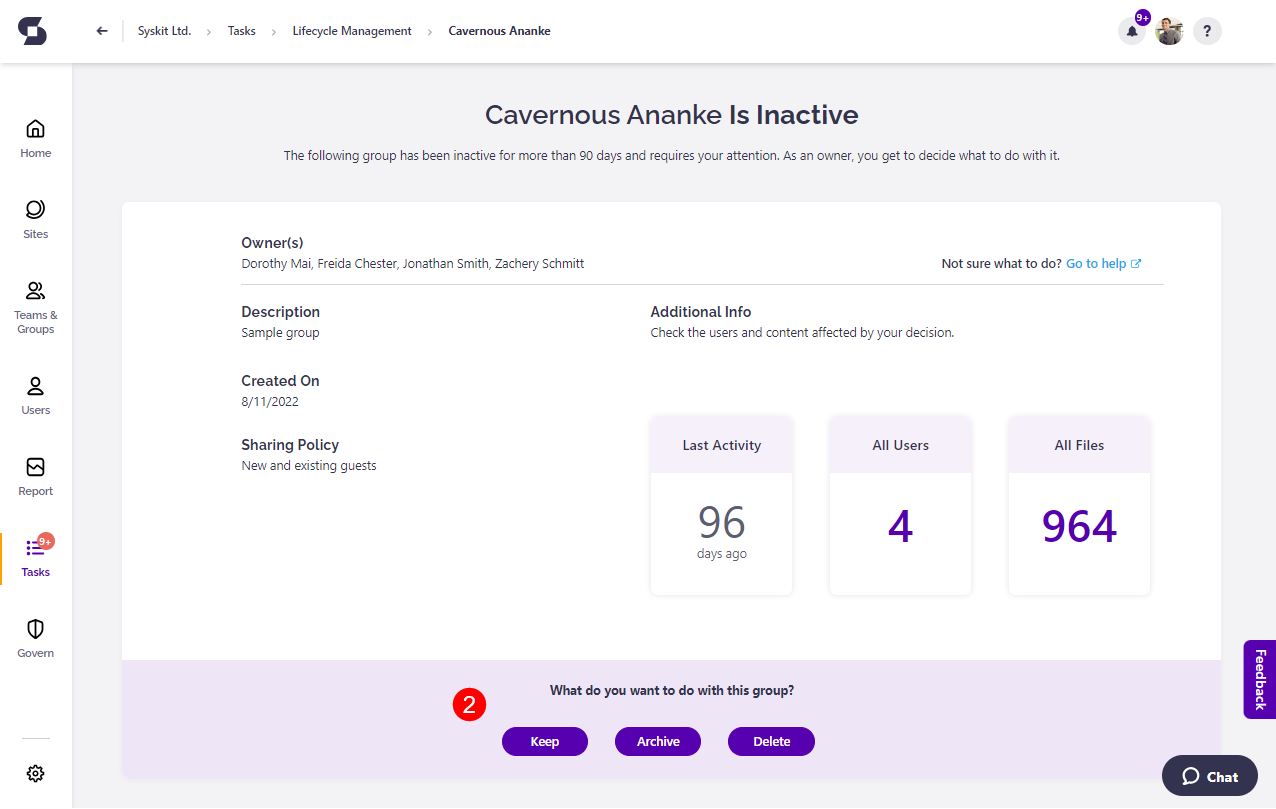 Syskit Ltd. › Tasks › Lifecycle Management › Cavernous Ananke
9+
?
Home
Sites
Teams &
Groups
Users
Report
9+
Tasks
Govern
Cavernous Ananke Is Inactive
The following group has been inactive for more than 90 days and requires your attention. As an owner, you get to decide what to do with it.
Owner(s)
Dorothy Mai, Freida Chester, Jonathan Smith, Zachery Schmitt
Not sure what to do? Go to help
Description
Sample group
Additional Info
Check the users and content affected by your decision.
Created On
8/11/2022
Sharing Policy
New and existing guests
Last Activity
96
days ago
All Users
4
All Files
964
What do you want to do with this group?
2
Keep
Archive
Delete
Feedback
Chat